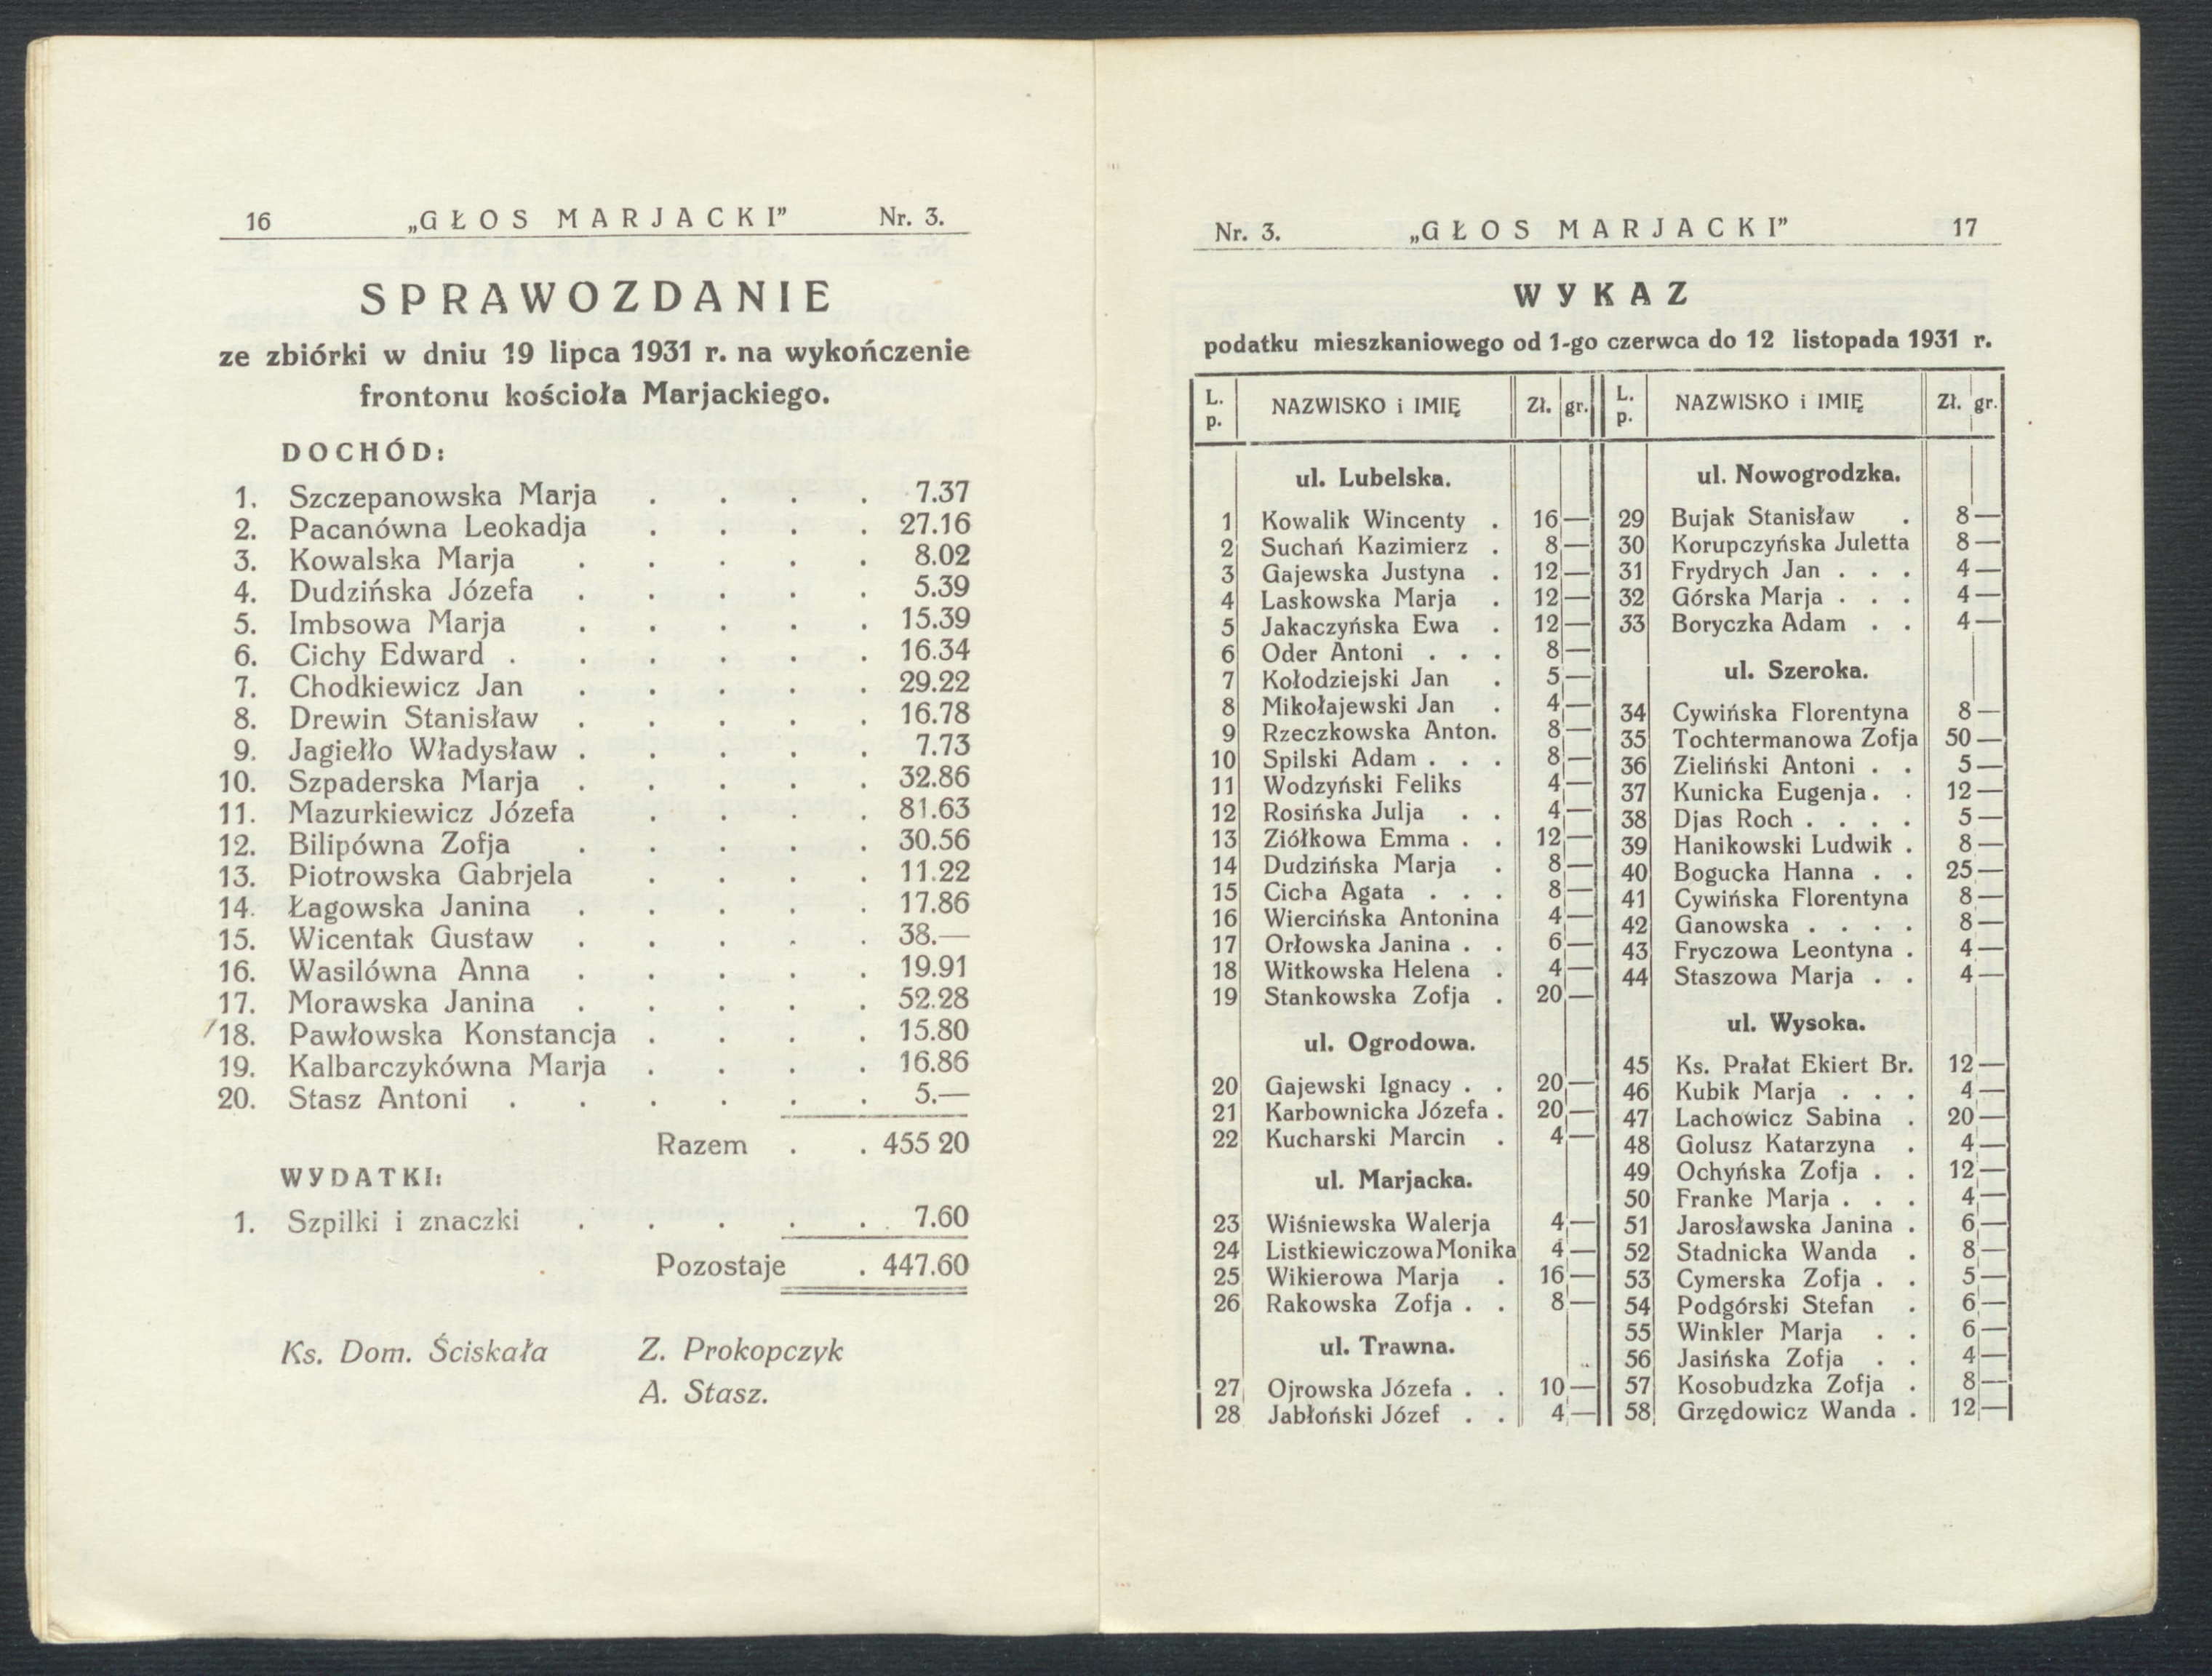 16 „GŁOS MARJACKI” Nr. 3.
SPRAWOZDANIE
ze zbiórki w dniu 19 lipca 1931 r. na wykończenie
frontonu kościoła Marjackiego.
DOCHÓD:
1. Szczepanowska Marja . . . . 7.37
2. Pacanówna Leokadja . . . . 27.16
3. Kowalska Marja . . . . . 8.02
4. Dudzińska Józefa . . . . . 5.39
5. Imbsowa Marja . . . . . 15.39
6. Cichy Edward . . . . . . 16.34
7. Chodkiewicz Jan . . . . . 29.22
8. Drewin Stanisław . . . . . 16.78
9. Jagiełło Władysław . . . . . 7.73
10. Szpaderska Marja . . . . . 32.86
11. Mazurkiewicz Józefa . . . . 81.63
12. Bilipówna Zofja . . . . . 30.56
13. Piotrowska Gabrjela . . . . 11.22
14. Łagowska Janina . . . . . 17.86
15. Wicentak Gustaw . . . . . 38.—
16. Wasilówna Anna . . . . . 19.91
17. Morawska Janina . . . . . 52.28
18. Pawłowska Konstancja . . . . 15.80
19. Kalbarczykówna Marja . . . . 16.86
20. Stasz Antoni . . . . . . 5.—
Razem . . 455 20
WYDATKI:
1. Szpilki i znaczki . . . . . 7.60
Pozostaje . 447.60
Ks. Dom. Ściskała Z. Prokopczyk
A. Stasz.
Nr. 3. „GŁOS MARJACKI” 17
WYKAZ
podatku mieszkaniowego od 1-go czerwca do 12 listopada 1931 r.
L. p. NAZWISKO i IMIĘ Zł. gr.
ul. Lubelska.
1 Kowalik Wincenty . 16 —
2 Suchań Kazimierz . 8 —
3 Gajewska Justyna . 12 —
4 Laskowska Marja . 12 —
5 Jakaczyńska Ewa . 12 —
6 Oder Antoni . . . 8 —
7 Kołodziejski Jan . 5 —
8 Mikołajewski Jan . 4 —
9 Rzeczkowska Anton. 8 —
10 Spilski Adam . . . 8 —
11 Wodzyński Feliks 4 —
12 Rosińska Julja . . 4 —
13 Ziółkowa Emma . . 12 —
14 Dudzińska Marja . 8 —
15 Cicha Agata . . . 8 —
16 Wiercińska Antonina 4 —
17 Orłowska Janina . . 6 —
18 Witkowska Helena . 4 —
19 Stankowska Zofja . 20 —
ul. Ogrodowa.
20 Gajewski Ignacy . . 20 —
21 Karbownicka Józefa . 20 —
22 Kucharski Marcin . 4 —
ul. Marjacka.
23 Wiśniewska Walerja 4 —
24 Listkiewiczowa Monika 4 —
25 Wikierowa Marja . 16 —
26 Rakowska Zofja . . 8 —
ul. Trawna.
27 Ojrowska Józefa . . 10 —
28 Jabłoński Józef . . 4 —
L. p. NAZWISKO i IMIĘ Zł. gr.
ul. Nowogrodzka.
29 Bujak Stanisław . 8 —
30 Korupczyńska Juletta 8 —
31 Frydrych Jan . . . 4 —
32 Górska Marja . . . 4 —
33 Boryczka Adam . . 4 —
ul. Szeroka.
34 Cywińska Florentyna 8 —
35 Tochtermanowa Zofja 50 —
36 Zieliński Antoni . . 5 —
37 Kunicka Eugenja . . 12 —
38 Djas Roch . . . . 5 —
39 Hanikowski Ludwik . 8 —
40 Bogucka Hanna . . 25 —
41 Cywińska Florentyna 8 —
42 Ganowska . . . . 8 —
43 Fryczowa Leontyna . 4 —
44 Staszowa Marja . . 4 —
ul. Wysoka.
45 Ks. Prałat Ekiert Br. 12 —
46 Kubik Marja . . . 4 —
47 Lachowicz Sabina . 20 —
48 Golusz Katarzyna . 4 —
49 Ochyńska Zofja . . 12 —
50 Franke Marja . . . 4 —
51 Jarosławska Janina . 6 —
52 Stadnicka Wanda . 8 —
53 Cymerska Zofja . . 5 —
54 Podgórski Stefan . 6 —
55 Winkler Marja . . 6 —
56 Jasińska Zofja . . 4 —
57 Kosobudzka Zofja . 8 —
58 Grzędowicz Wanda . 12 —